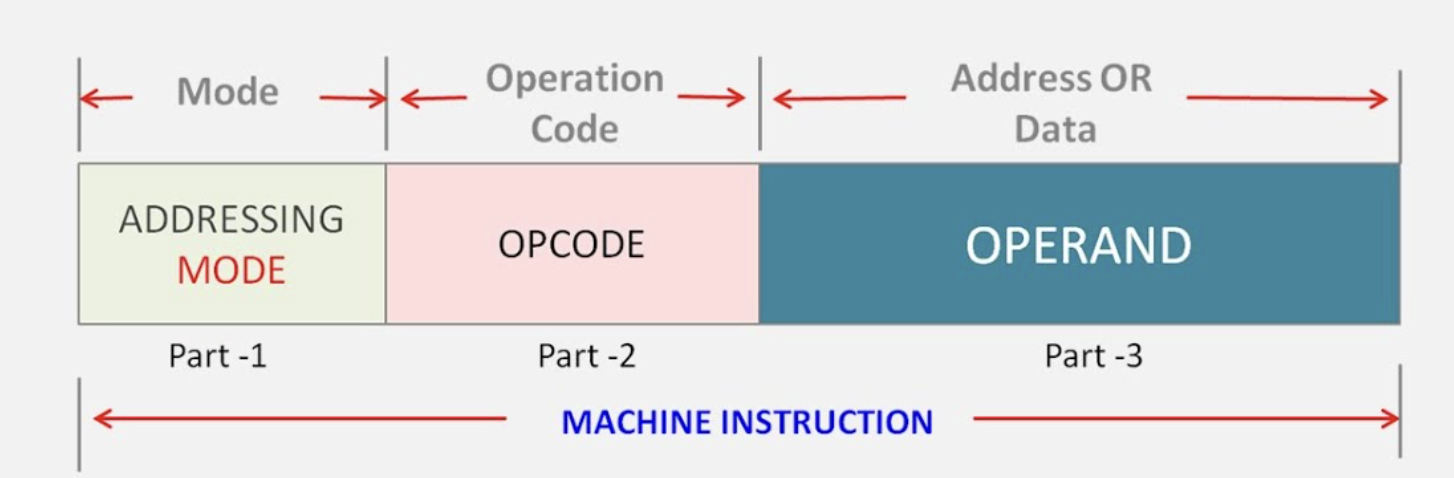 Mode
Operation
Code
Address OR
Data
ADDRESSING
MODE
OPCODE
OPERAND
Part -1
Part -2
Part -3
MACHINE INSTRUCTION